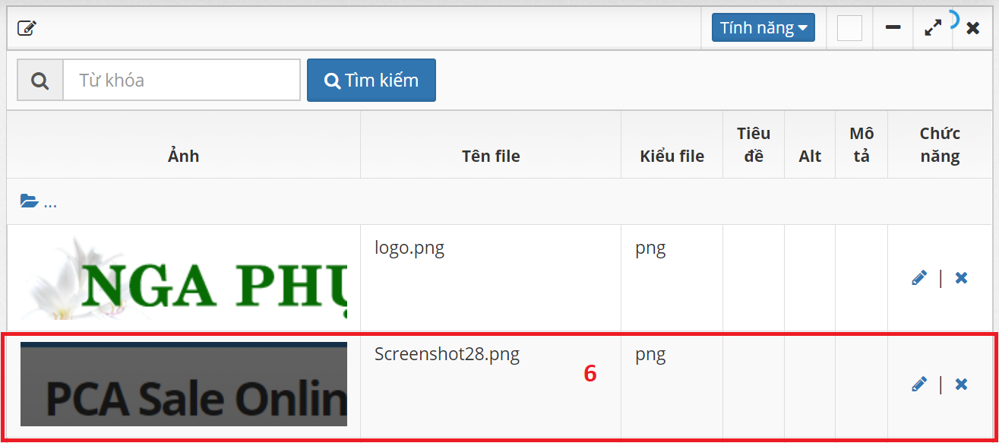 Tính năng
Từ khóa
Tìm kiếm
Ảnh
Tên file
Kiểu file
Tiêu đề
Alt
Mô tả
Chức năng
...
NGA PHỤ
logo.png
png
|
PCA Sale Onlin
Screenshot28.png
6
png
|